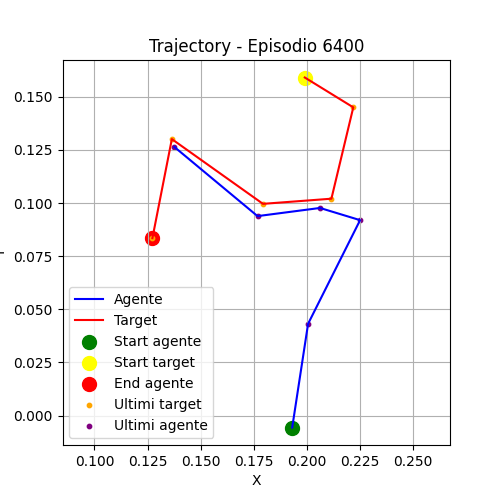 Trajectory - Episodio 6400
0.150
0.125
0.100
0.075
0.050
0.025
0.000
Agente
Target
Start agente
Start target
End agente
Ultimi target
Ultimi agente
0.100 0.125 0.150 0.175 0.200 0.225 0.250
X